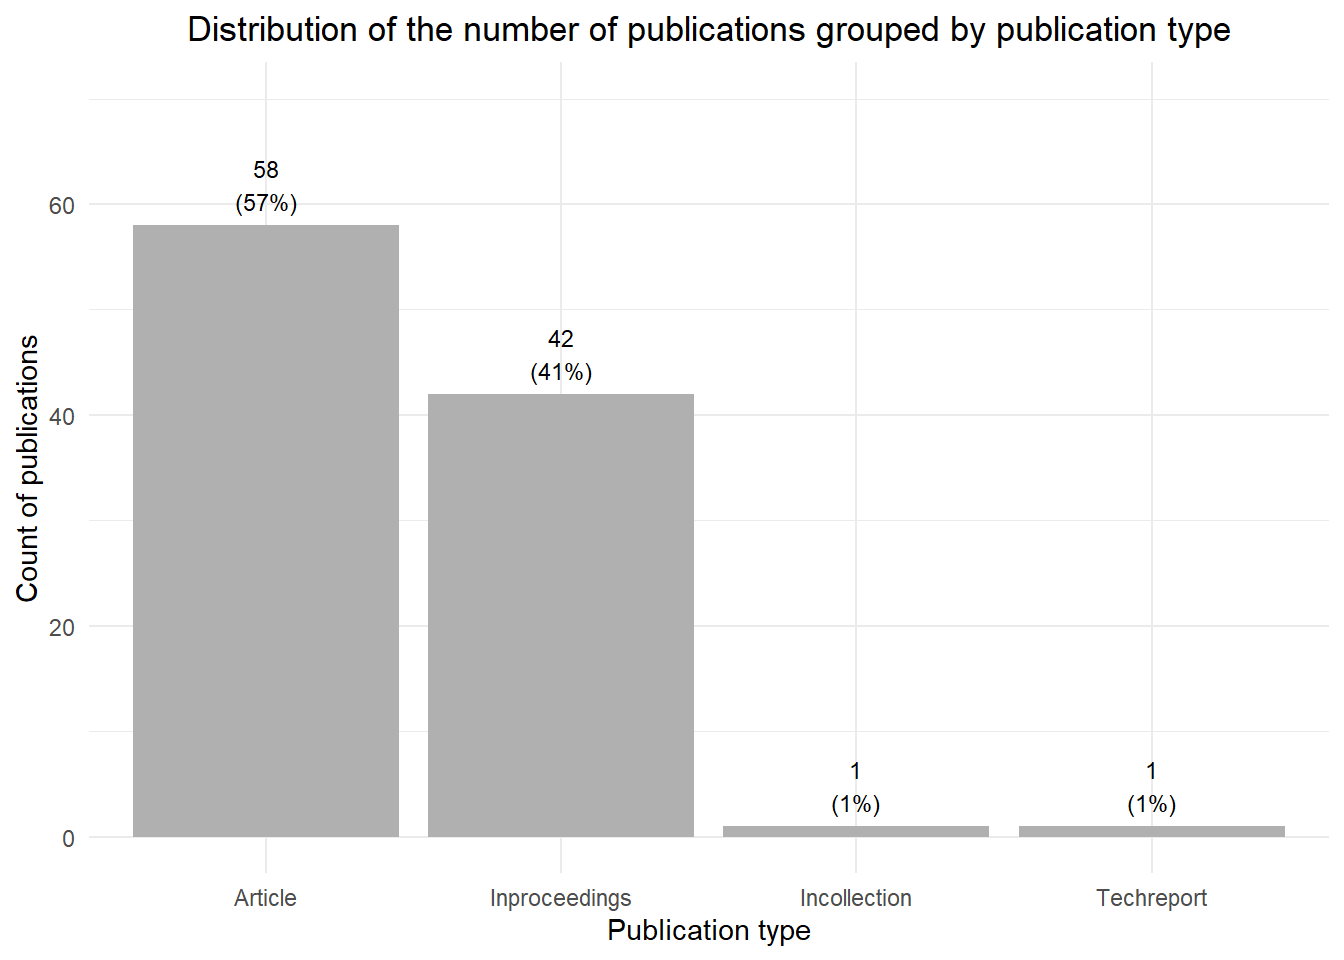 Distribution of the number of publications grouped by publication type
Count of publications
60
40
20
0
58
(57%)
42
(41%)
1
(1%)
1
(1%)
Article
Inproceedings
Incollection
Techreport
Publication type